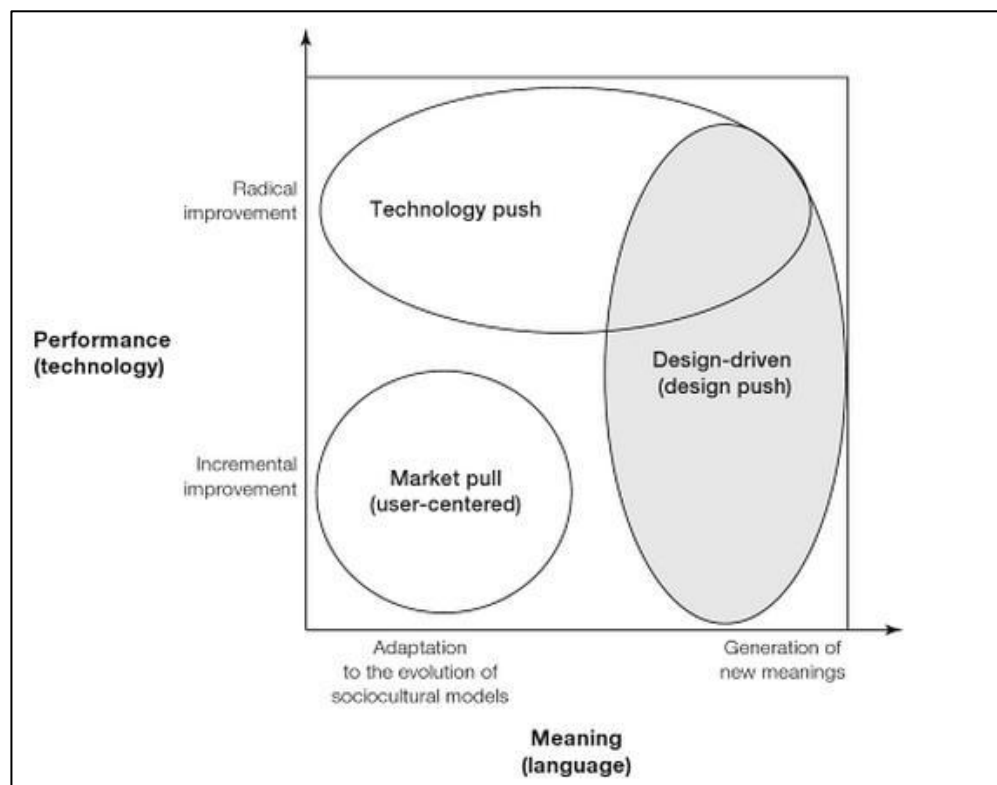 Radical
improvement
Technology push
Performance
(technology)
Design-driven
(design push)
Incremental
improvement
Market pull
(user-centered)
Adaptation
to the evolution of
sociocultural models
Generation of
new meanings
Meaning
(language)